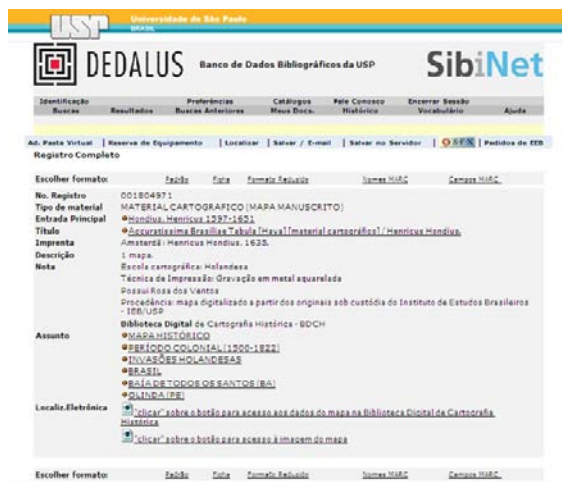 USP
Universidade de São Paulo
BRASIL
DEDALUS
Banco de Dados Bibliográficos da USP
SibiNet
Identificação Preferências Catálogos Fale Conosco Encerrar Sessão
Buscas Resultados Buscas Anteriores Meus Docs. Histórico Vocabulário Ajuda
Ad. Pasta Virtual | Reserva de Equipamento | Localizar | Salvar / E-mail | Salvar no Servidor | SFX | Pedidos de EEB
Registro Completo
Escolher formato: Padrão Ficha Formato Reduzido Nomes MARC Campos MARC
No. Registro 001804971
Tipo de material MATERIAL CARTOGRAFICO (MAPA MANUSCRITO)
Entrada Principal Hondius, Henricus 1597-1651
Título Accuratissima Brasiliae Tabula [Haya] [material cartográfico] / Henricus Hondius.
Imprenta Amsterdã: Henricus Hondius, 1635.
Descrição 1 mapa.
Nota Escola cartográfica: Holandesa
Técnica de Impressão: Gravação em metal aquarelada
Possui Rosa dos Ventos
Procedência: mapa digitalizado a partir dos originais sob custódia do Instituto de Estudos Brasileiros
- IEB/USP
Biblioteca Digital de Cartografia Histórica - BDCH
Assunto MAPA HISTÓRICO
PERÍODO COLONIAL (1500-1822)
INVASÕES HOLANDESAS
BRASIL
BAÍA DE TODOS OS SANTOS (BA)
OLINDA (PE)
Localiz.Eletrônica "clicar" sobre o botão para acesso aos dados do mapa na Biblioteca Digital de Cartografia
Histórica
"clicar" sobre o botão para acesso à imagem do mapa
Escolher formato: Padrão Ficha Formato Reduzido Nomes MARC Campos MARC